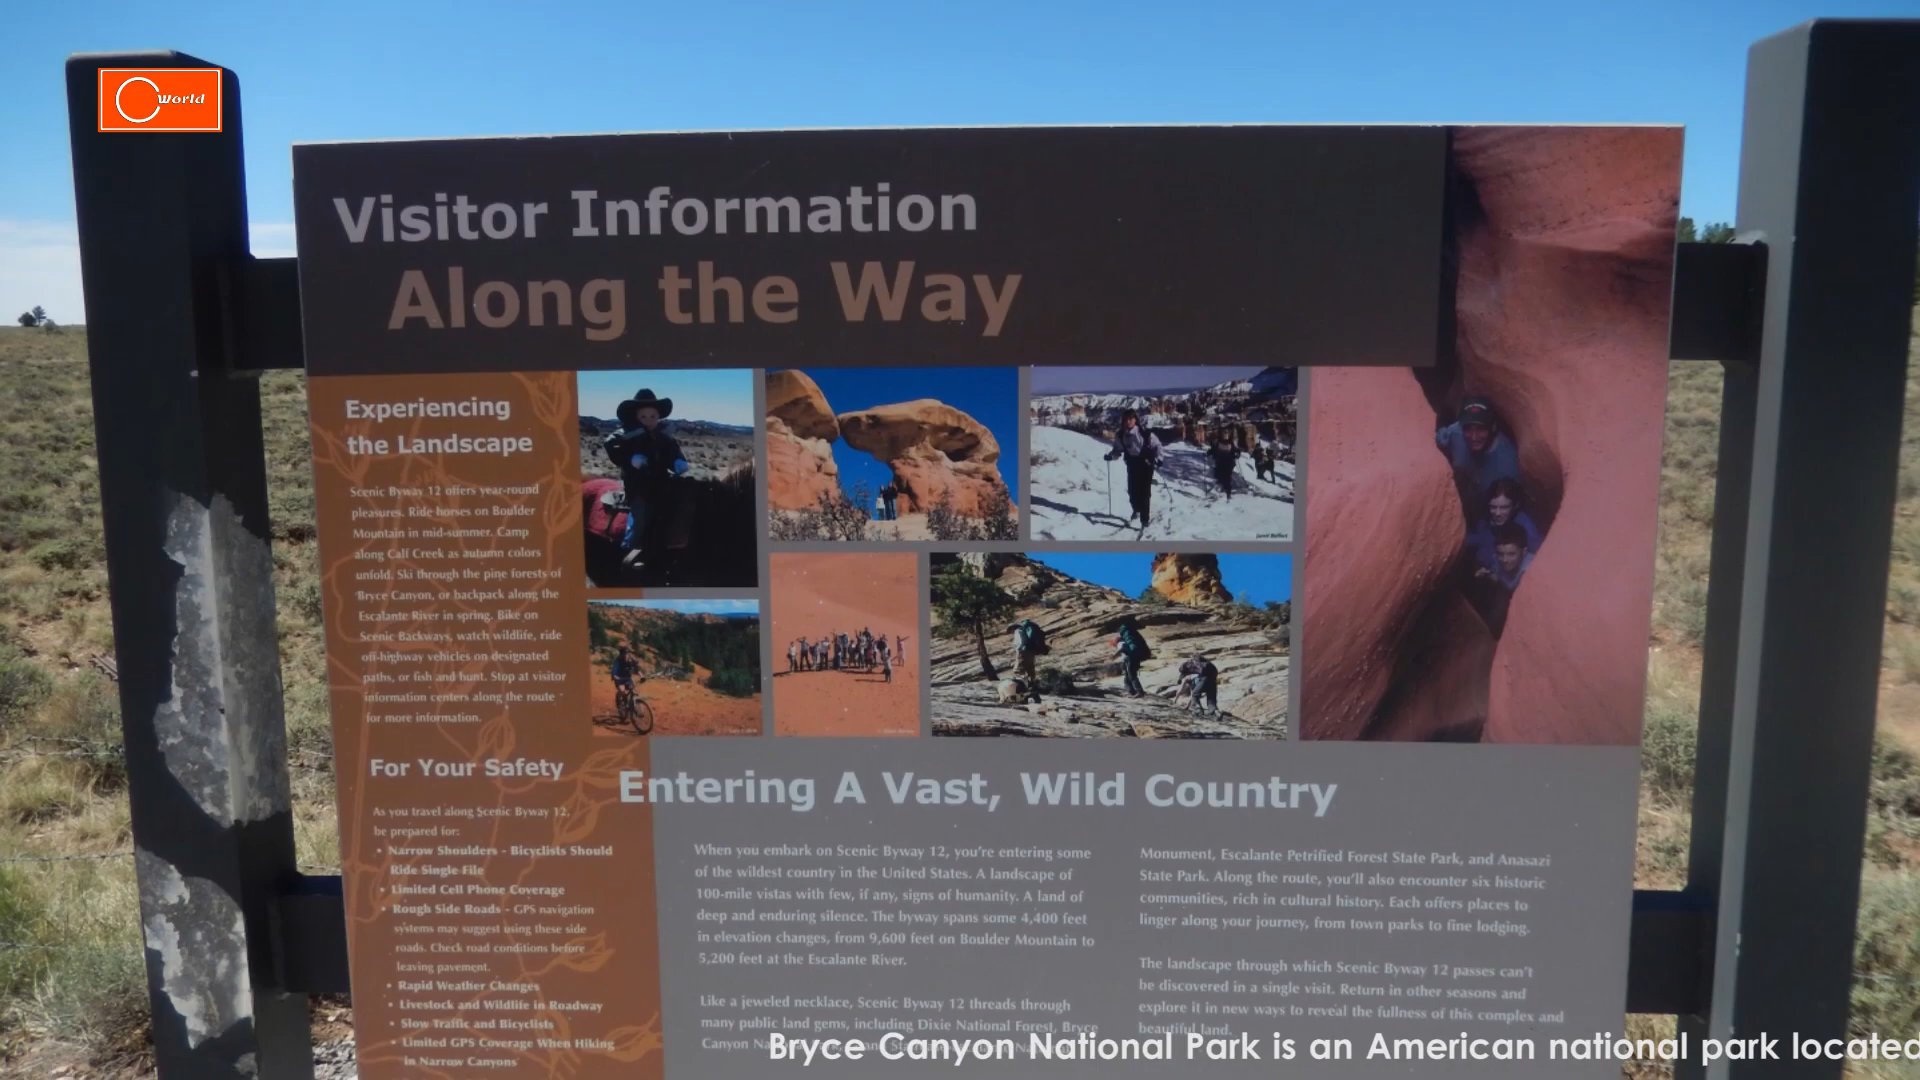 World
Visitor Information
Along the Way
Experiencing
the Landscape
Scenic Byway 12 offers year-round
pleasures. Ride horses on Boulder
Mountain in mid-summer. Camp
along Calf Creek as autumn colors
unfold. Ski through the pine forests of
Bryce Canyon, or backpack along the
Escalante River in spring. Bike on
Scenic Backways, watch wildlife, ride
off-highway vehicles on designated
paths, or fish and hunt. Stop at visitor
information centers along the route
for more information.
For Your Safety
As you travel along Scenic Byway 12,
be prepared for:
• Narrow Shoulders - Bicyclists Should
Ride Single File
• Limited Cell Phone Coverage
• Rough Side Roads - GPS navigation
systems may suggest using these side
roads. Check road conditions before
leaving pavement.
• Rapid Weather Changes
• Livestock and Wildlife in Roadway
• Slow Traffic and Bicyclists
• Limited GPS Coverage When Hiking
in Narrow Canyons
Entering A Vast, Wild Country
When you embark on Scenic Byway 12, you're entering some
of the wildest country in the United States. A landscape of
100-mile vistas with few, if any, signs of humanity. A land of
deep and enduring silence. The byway spans some 4,400 feet
in elevation changes, from 9,600 feet on Boulder Mountain to
5,200 feet at the Escalante River.
Like a jeweled necklace, Scenic Byway 12 threads through
many public land gems, including Dixie National Forest, Bryce
Canyon
Monument, Escalante Petrified Forest State Park, and Anasazi
State Park. Along the route, you'll also encounter six historic
communities, rich in cultural history. Each offers places to
linger along your journey, from town parks to fine lodging.
The landscape through which Scenic Byway 12 passes can't
be discovered in a single visit. Return in other seasons and
explore it in new ways to reveal the fullness of this complex and
beautiful land.
Bryce Canyon National Park is an American national park located